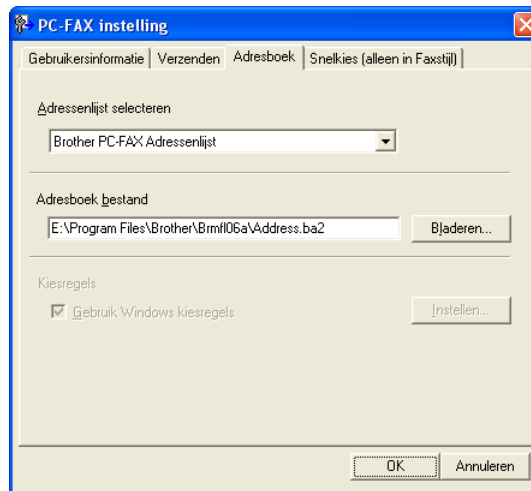 PC-FAX instelling
Gebruikersinformatie Verzenden Adresboek Snelkies (alleen in Faxstijl)
Adressenlijst selecteren
Brother PC-FAX Adressenlijst
Adresboek bestand
E:\Program Files\Brother\Brmfl06a\Address.ba2 Bladeren...
Kiesregels
Gebruik Windows kiesregels Instellen...
OK Annuleren